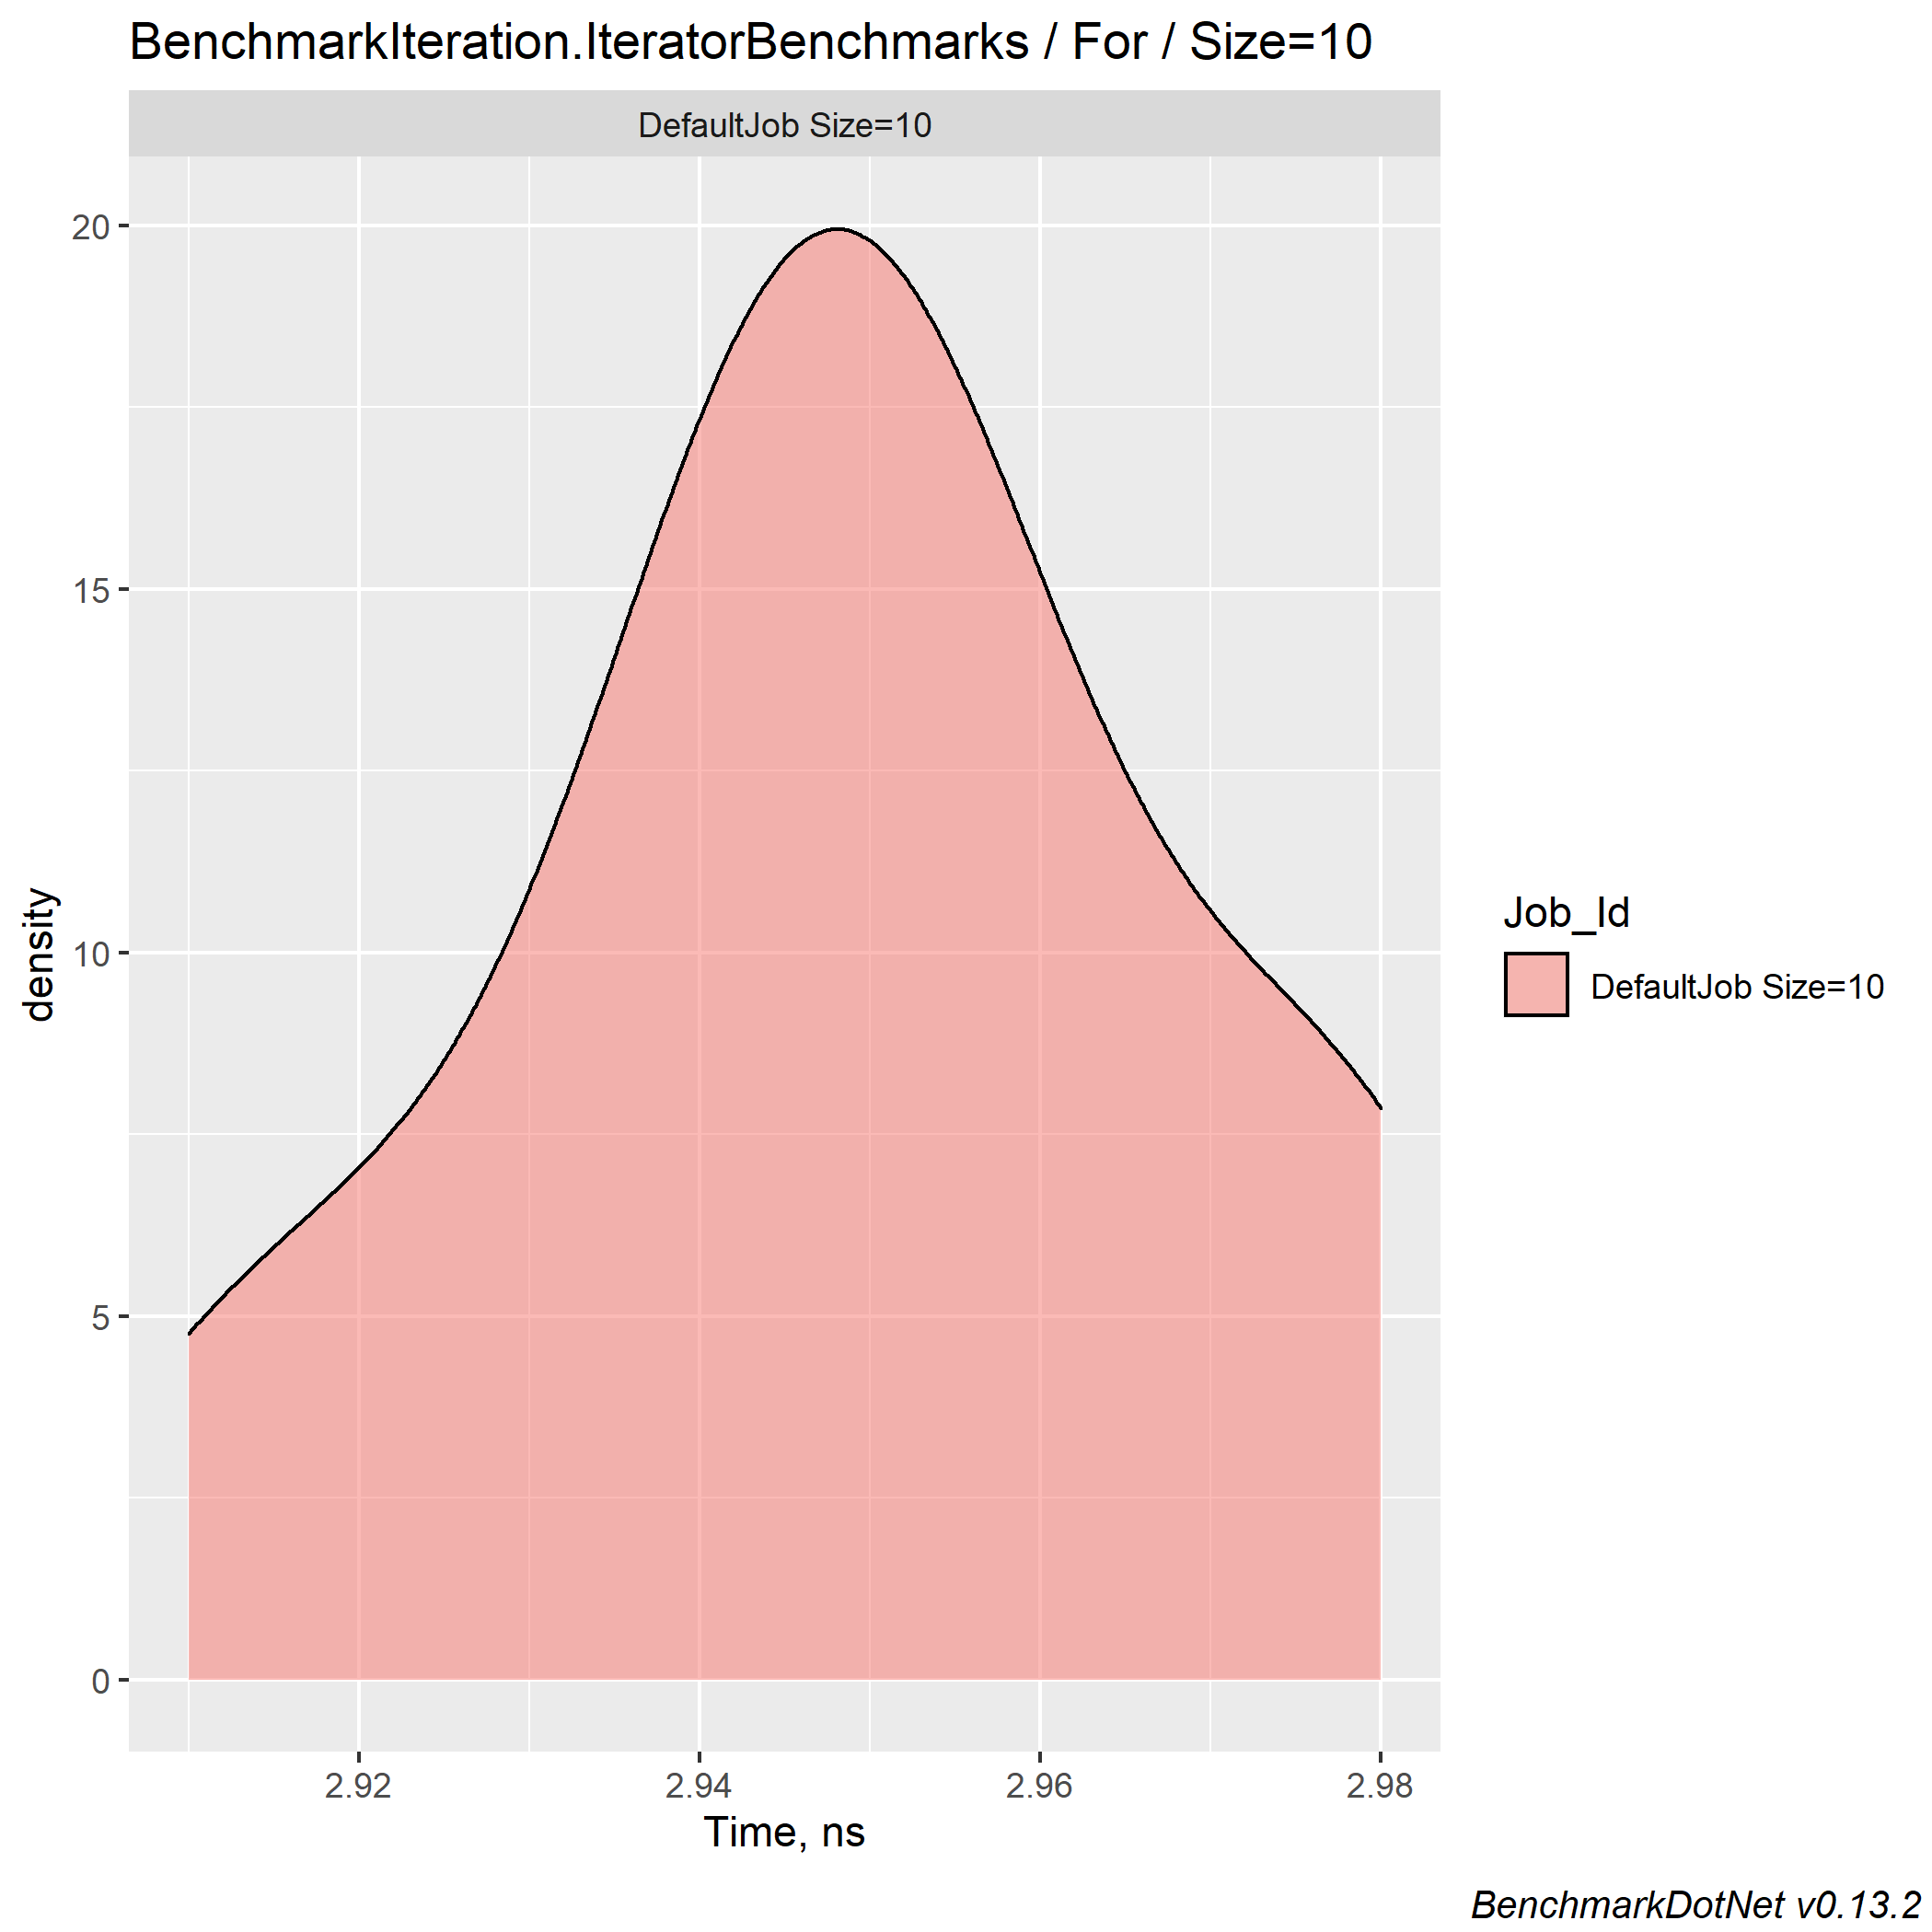 BenchmarkIteration.IteratorBenchmarks / For / Size=10
DefaultJob Size=10
20
15
10
5
0
density
2.92 2.94 2.96 2.98
Time, ns
Job_Id
DefaultJob Size=10
BenchmarkDotNet v0.13.2